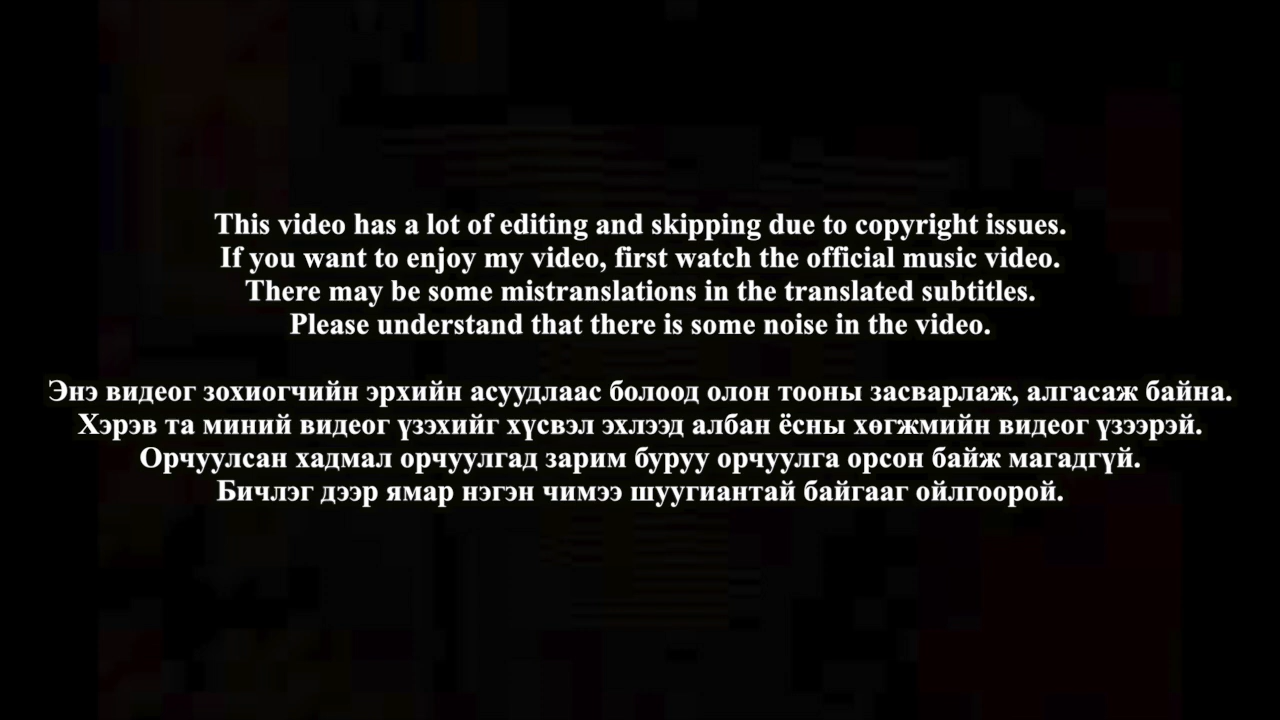 This video has a lot of editing and skipping due to copyright issues.
If you want to enjoy my video, first watch the official music video.
There may be some mistranslations in the translated subtitles.
Please understand that there is some noise in the video.
Энэ видеог зохиогчийн эрхийн асуудлаас болоод олон тооны засварлаж, алгасаж байна.
Хэрэв та миний видеог үзэхийг хүсвэл эхлээд албан ёсны хөгжмийн видеог үзээрэй.
Орчуулсан хадмал орчуулгад зарим буруу орчуулга орсон байж магадгүй.
Бичлэг дээр ямар нэгэн чимээ шуугиантай байгааг ойлгоорой.